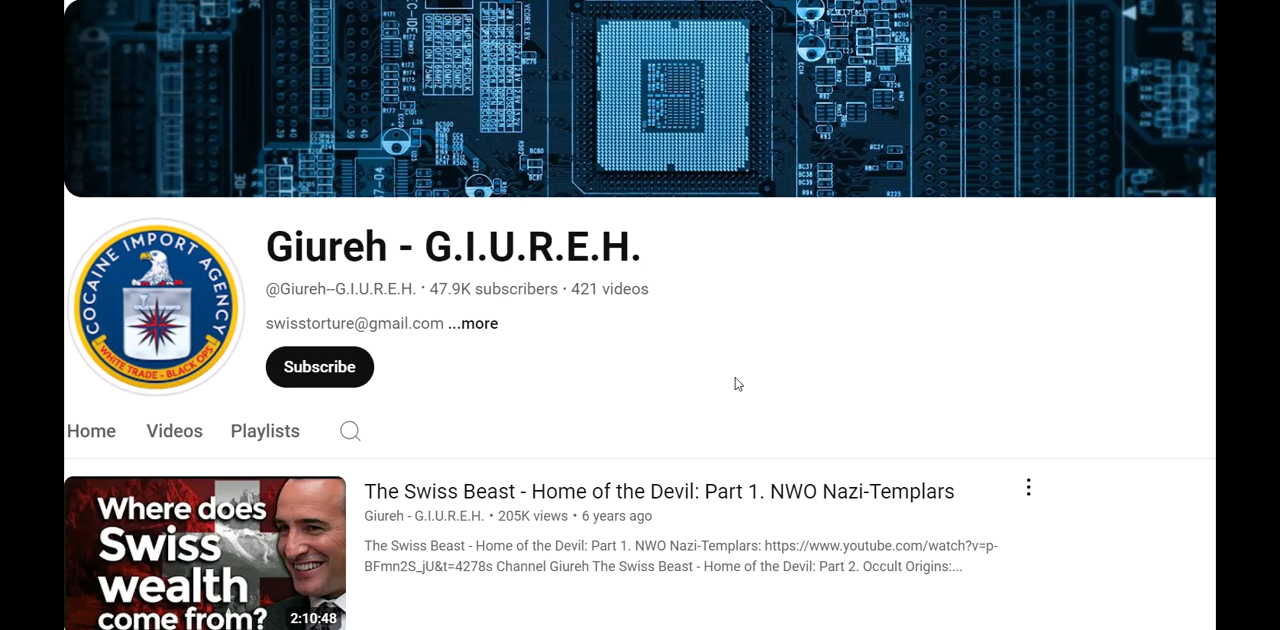 COCAINE IMPORT AGENCY
WHITE TRADE - BLACK OPS
Giureh - G.I.U.R.E.H.
@Giureh--G.I.U.R.E.H. • 47.9K subscribers • 421 videos
swisstorture@gmail.com ...more
Subscribe
Home Videos Playlists
Where does
Swiss
wealth
come from?
2:10:48
The Swiss Beast - Home of the Devil: Part 1. NWO Nazi-Templars
Giureh - G.I.U.R.E.H. • 205K views • 6 years ago
The Swiss Beast - Home of the Devil: Part 1. NWO Nazi-Templars: https://www.youtube.com/watch?v=p-
BFmn2S_jU&t=4278s Channel Giureh The Swiss Beast - Home of the Devil: Part 2. Occult Origins:...